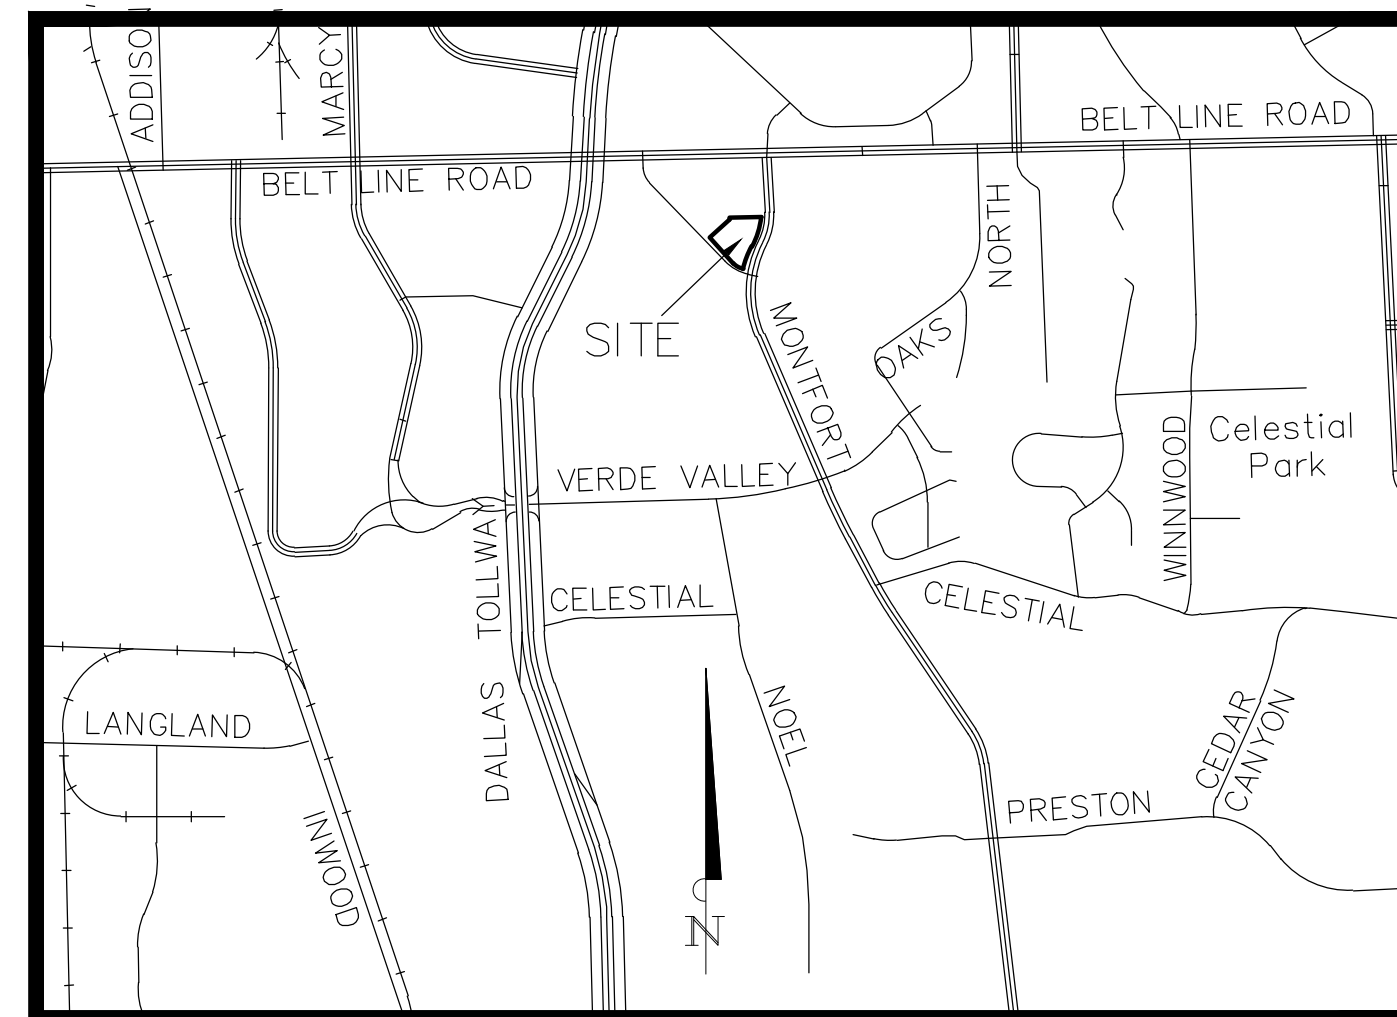 ADDISON
MARCY
BELT LINE ROAD
BELT LINE ROAD
NORTH
SITE
MONTFORT
OAKS
Celestial
Park
WINNWOOD
VERDE VALLEY
DALLAS TOLLWAY
CELESTIAL
CELESTIAL
LANGLAND
NOEL
CEDAR
CANYON
PRESTON
INWOOD
N